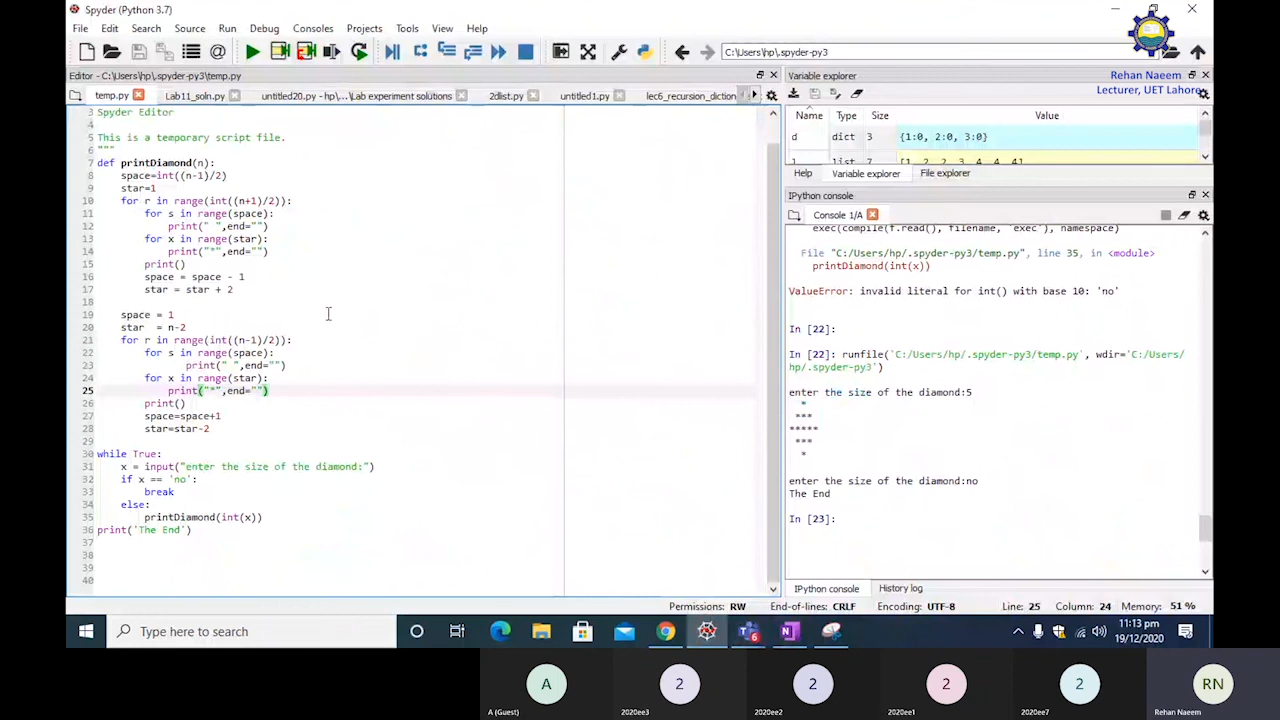 Spyder (Python 3.7)
File Edit Search Source Run Debug Consoles Projects Tools View Help
C:\Users\hp\.spyder-py3
Rehan Naeem
Lecturer, UET Lahore
Editor - C:\Users\hp\.spyder-py3\temp.py
temp.py Lab11_soln.py untitled20.py - hp\...\Lab experiment solutions 2dlist.py untitled1.py lec6_recursion_diction
3 Spyder Editor
4
5 This is a temporary script file.
6 """
7 def printDiamond(n):
8 space=int((n-1)/2)
9 star=1
10 for r in range(int((n+1)/2)):
11 for s in range(space):
12 print(" ",end="")
13 for x in range(star):
14 print("*",end="")
15 print()
16 space = space - 1
17 star = star + 2
18
19 space = 1
20 star = n-2
21 for r in range(int((n-1)/2)):
22 for s in range(space):
23 print(" ",end="")
24 for x in range(star):
25 print("*",end="")
26 print()
27 space=space+1
28 star=star-2
29
30 while True:
31 x = input("enter the size of the diamond:")
32 if x == 'no':
33 break
34 else:
35 printDiamond(int(x))
36 print('The End')
37
38
39
40
Variable explorer
Name Type Size Value
d dict 3 {1:0, 2:0, 3:0}
l list 7 [1, 2, 2, 3, 4, 4, 4]
Help Variable explorer File explorer
IPython console
Console 1/A
exec(compile(f.read(), filename, 'exec'), namespace)
File "C:/Users/hp/.spyder-py3/temp.py", line 35, in <module>
printDiamond(int(x))
ValueError: invalid literal for int() with base 10: 'no'
In [22]:
In [22]: runfile('C:/Users/hp/.spyder-py3/temp.py', wdir='C:/Users/
hp/.spyder-py3')
enter the size of the diamond:5
*
***
*****
***
*
enter the size of the diamond:no
The End
In [23]:
IPython console History log
Permissions: RW End-of-lines: CRLF Encoding: UTF-8 Line: 25 Column: 24 Memory: 51 %
Type here to search
6
11:13 pm
19/12/2020
A 2 2 2 2 RN
A (Guest) 2020ee3 2020ee2 2020ee1 2020ee7 Rehan Naeem